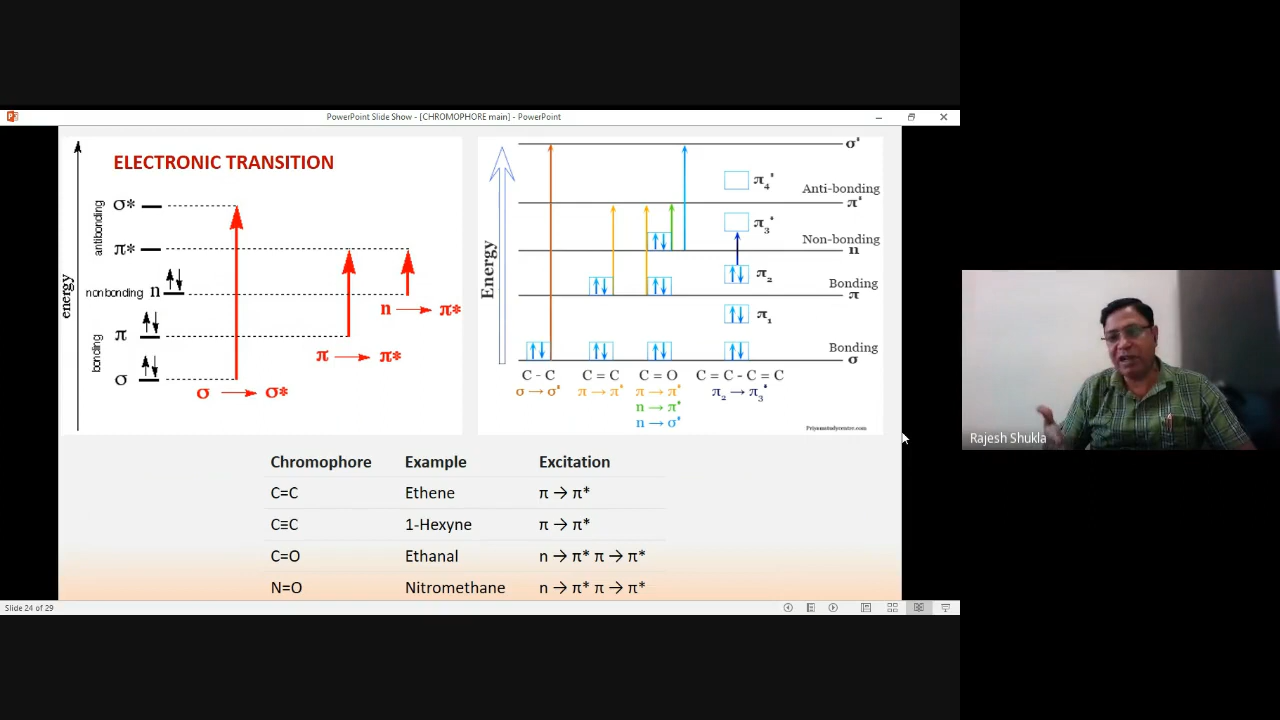 PowerPoint Slide Show - [CHROMOPHORE main] - PowerPoint
ELECTRONIC TRANSITION
energy
antibonding
nonbonding
bonding
σ*
π*
n
π
σ
σ → σ*
π → π*
n → π*
Energy
σ*
π4*
Anti-bonding
π*
π3*
Non-bonding
n
π2
Bonding
π
π1
Bonding
σ
C - C
C = C
C = O
C = C - C = C
σ → σ*
π → π*
π → π*
π2 → π3*
n → π*
n → σ*
Priyamstudycentre.com
Chromophore Example Excitation
C=C Ethene π → π*
C≡C 1-Hexyne π → π*
C=O Ethanal n → π* π → π*
N=O Nitromethane n → π* π → π*
Slide 24 of 29
Rajesh Shukla